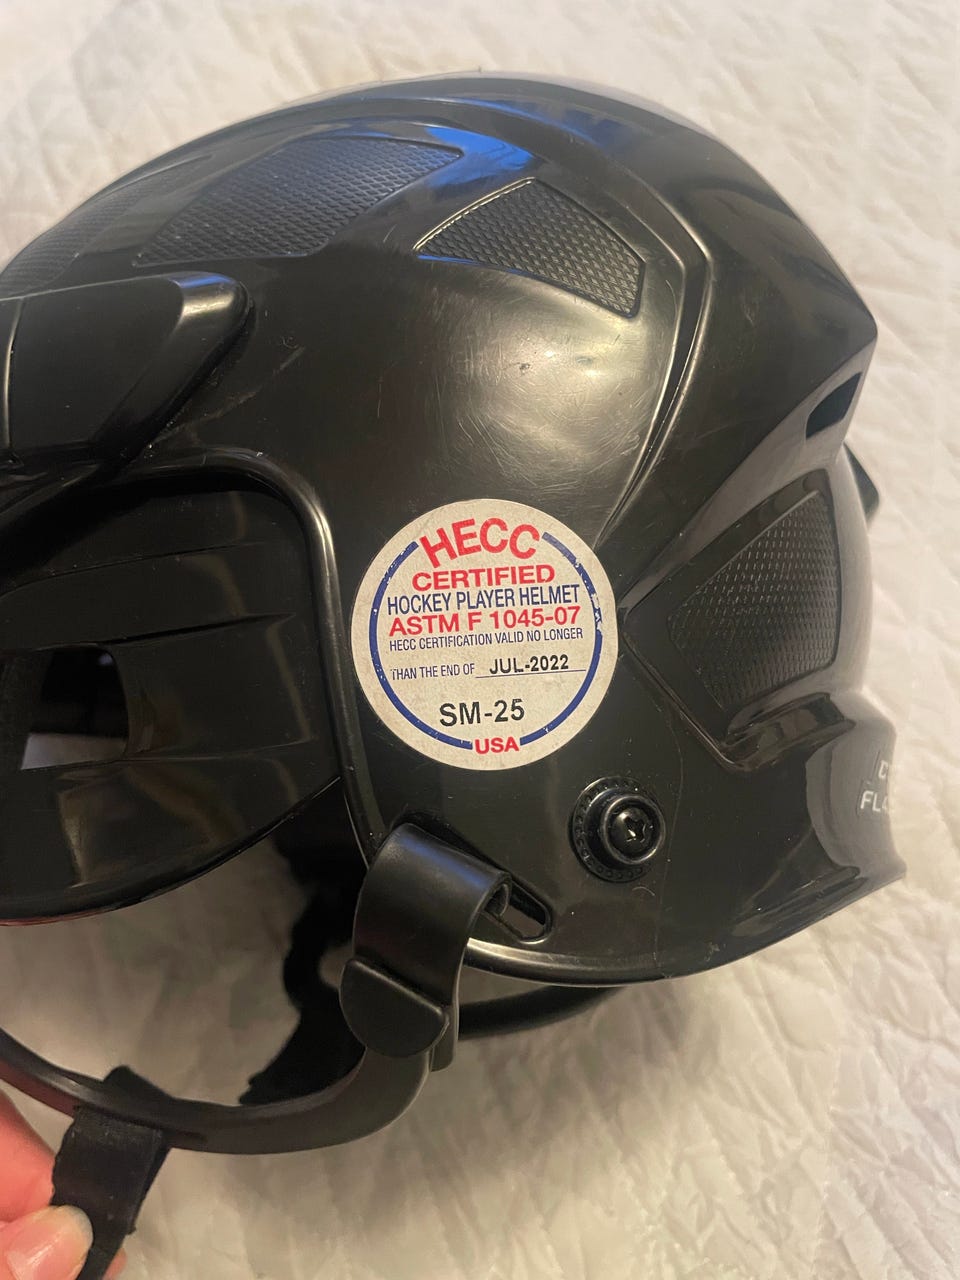 HECC
CERTIFIED
HOCKEY PLAYER HELMET
ASTM F 1045-07
HECC CERTIFICATION VALID NO LONGER
THAN THE END OF JUL-2022
SM-25
USA